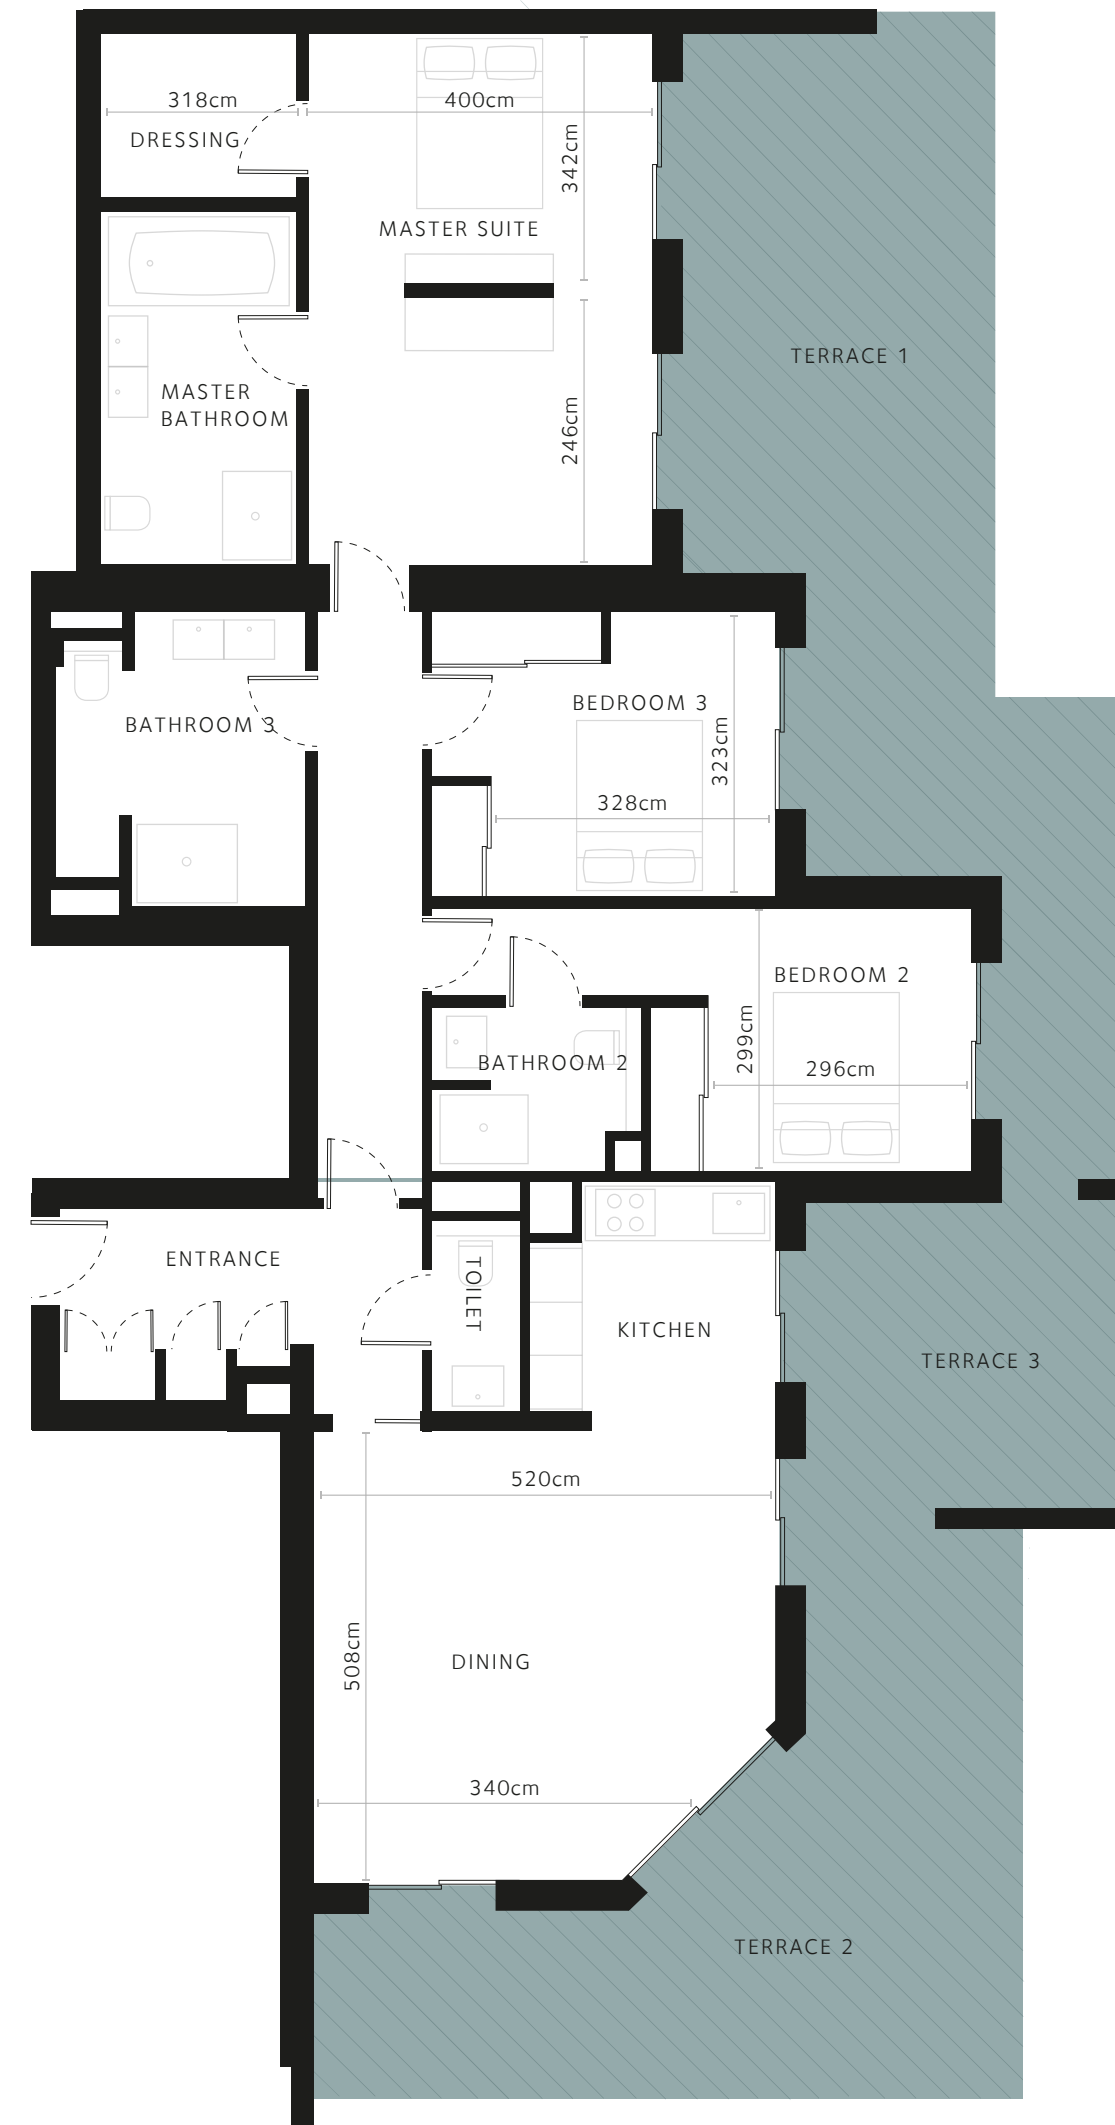 318cm
400cm
DRESSING
342cm
MASTER SUITE
TERRACE 1
MASTER
BATHROOM
246cm
BEDROOM 3
BATHROOM 3
323cm
328cm
BEDROOM 2
299cm
BATHROOM 2
296cm
ENTRANCE
TOILET
KITCHEN
TERRACE 3
520cm
508cm
DINING
340cm
TERRACE 2